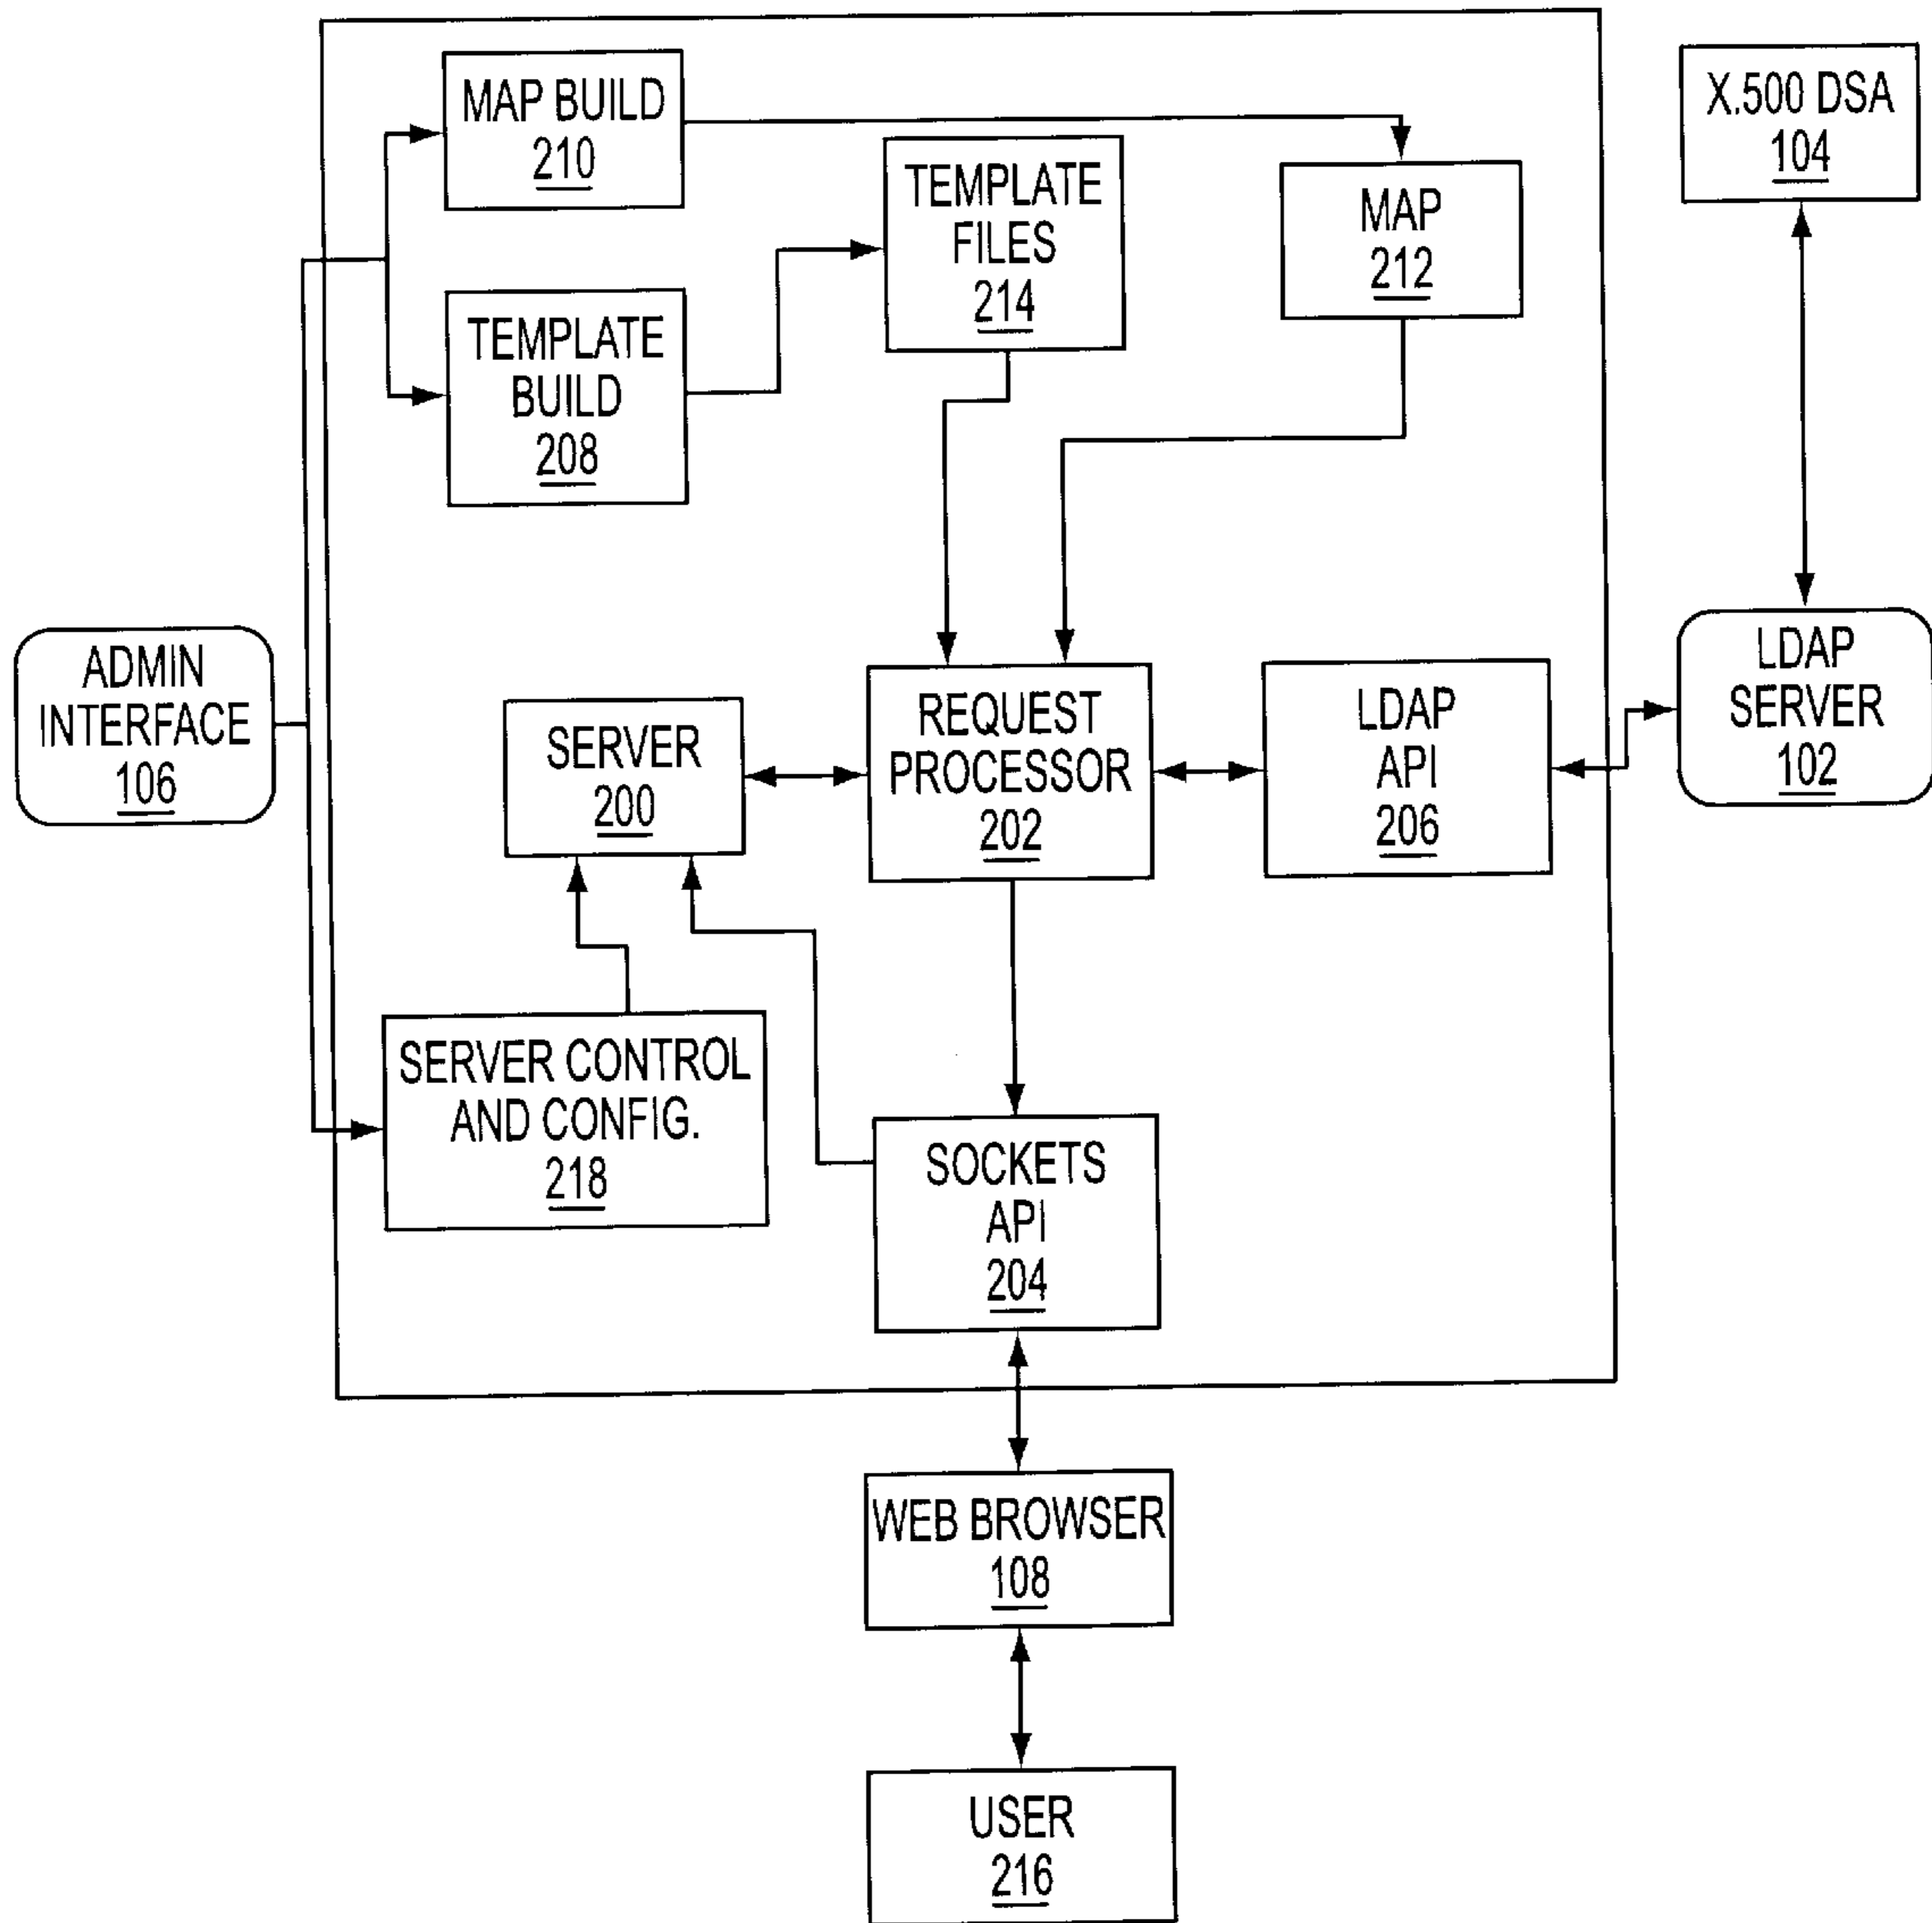 MAP BUILD
210
X.500 DSA
104
TEMPLATE
FILES
214
MAP
212
TEMPLATE
BUILD
208
ADMIN
INTERFACE
106
SERVER
200
REQUEST
PROCESSOR
202
LDAP
API
206
LDAP
SERVER
102
SERVER CONTROL
AND CONFIG.
218
SOCKETS
API
204
WEB BROWSER
108
USER
216